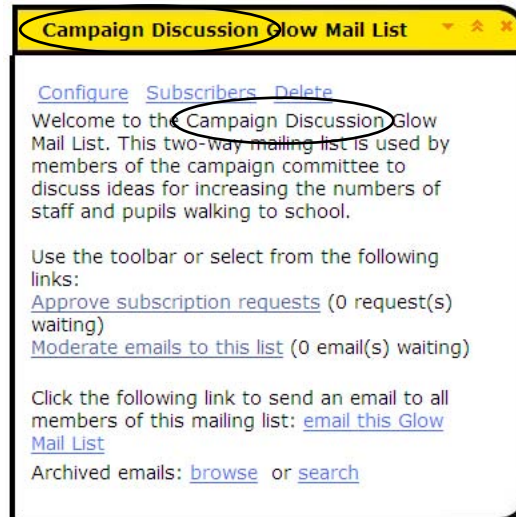 Campaign Discussion Glow Mail List
Configure Subscribers Delete
Welcome to the Campaign Discussion Glow
Mail List. This two-way mailing list is used by
members of the campaign committee to
discuss ideas for increasing the numbers of
staff and pupils walking to school.
Use the toolbar or select from the following
links:
Approve subscription requests (0 request(s)
waiting)
Moderate emails to this list (0 email(s) waiting)
Click the following link to send an email to all
members of this mailing list: email this Glow
Mail List
Archived emails: browse or search